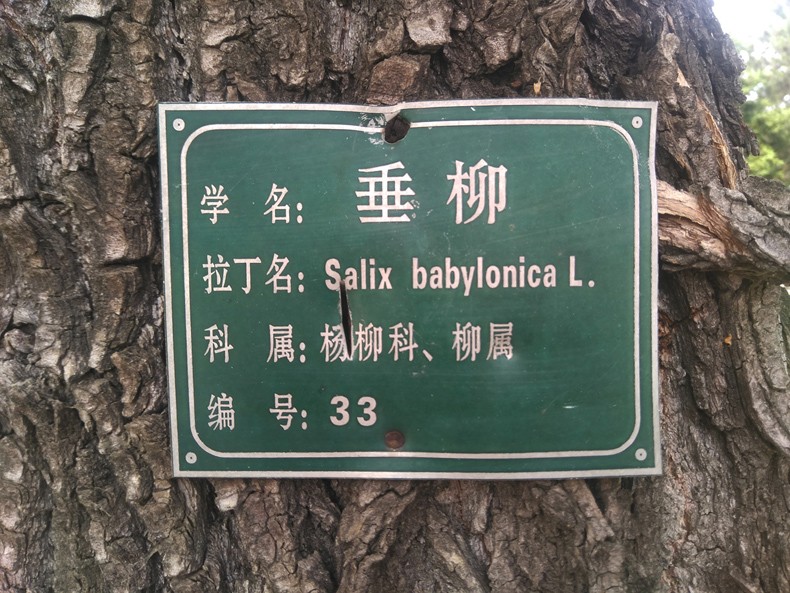 学 名: 垂柳
拉丁名: Salix babylonica L.
科 属: 杨柳科、柳属
编 号: 33